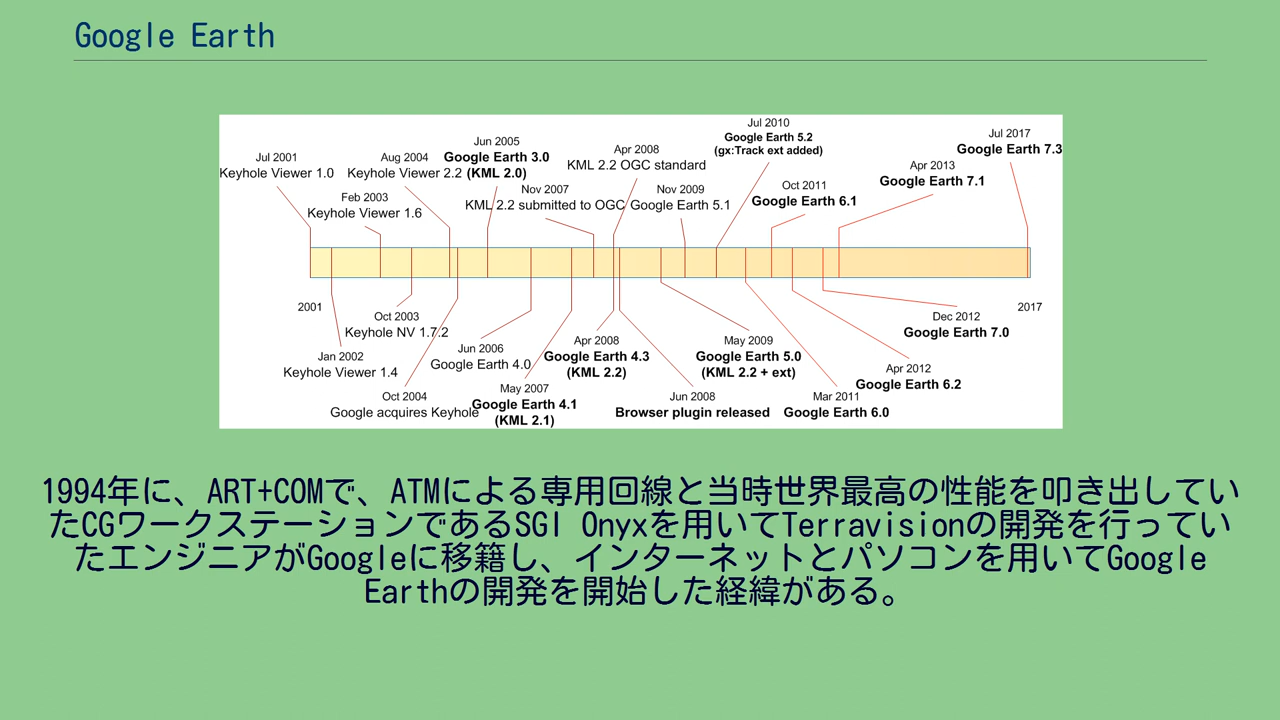 Google Earth
Jul 2001
Keyhole Viewer 1.0
Feb 2003
Keyhole Viewer 1.6
Aug 2004
Keyhole Viewer 2.2
Jun 2005
Google Earth 3.0
(KML 2.0)
Nov 2007
KML 2.2 submitted to OGC
Apr 2008
KML 2.2 OGC standard
Nov 2009
Google Earth 5.1
Jul 2010
Google Earth 5.2
(gx:Track ext added)
Oct 2011
Google Earth 6.1
Apr 2013
Google Earth 7.1
Jul 2017
Google Earth 7.3
2001
2017
Jan 2002
Keyhole Viewer 1.4
Oct 2003
Keyhole NV 1.7.2
Oct 2004
Google acquires Keyhole
Jun 2006
Google Earth 4.0
May 2007
Google Earth 4.1
(KML 2.1)
Apr 2008
Google Earth 4.3
(KML 2.2)
Jun 2008
Browser plugin released
May 2009
Google Earth 5.0
(KML 2.2 + ext)
Mar 2011
Google Earth 6.0
Apr 2012
Google Earth 6.2
Dec 2012
Google Earth 7.0
1994年に、ART+COMで、ATMによる専用回線と当時世界最高の性能を叩き出してい
たCGワークステーションであるSGI Onyxを用いてTerravisionの開発を行ってい
たエンジニアがGoogleに移籍し、インターネットとパソコンを用いてGoogle
Earthの開発を開始した経緯がある。